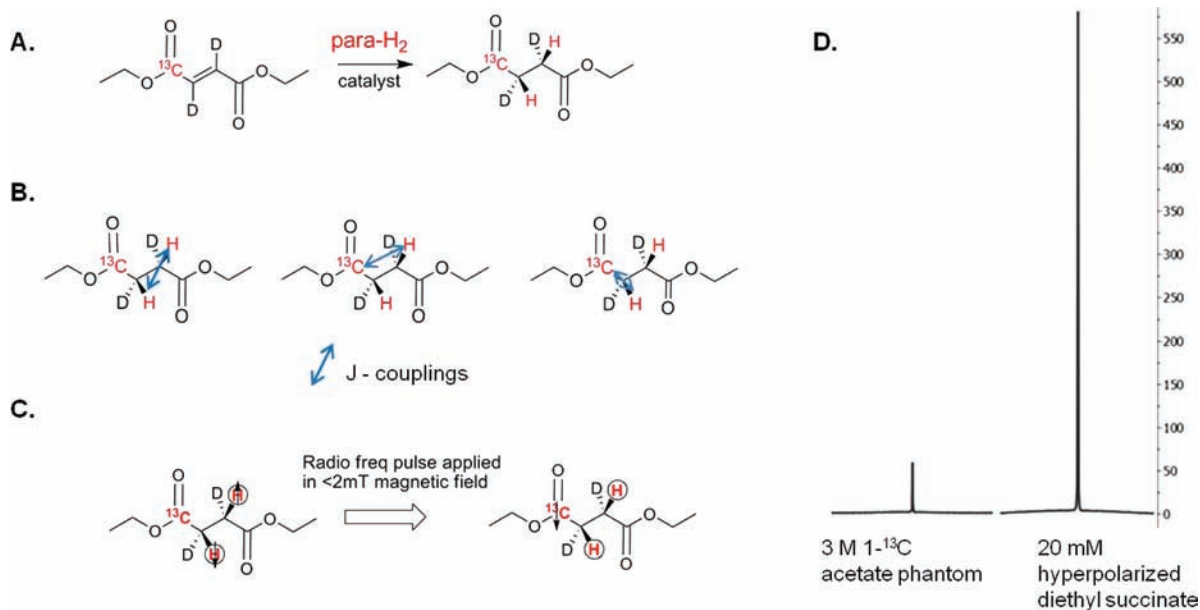 A.
O
13C
O
D
D
O
O
para-H2
catalyst
O
13C
O
D
H
D
H
O
O
B.
O
13C
O
D
H
D
H
O
O
O
13C
O
D
H
D
H
O
O
O
13C
O
D
H
D
H
O
O
J - couplings
C.
O
13C
O
D
H
D
H
O
O
Radio freq pulse applied
in <2mT magnetic field
O
13C
O
D
H
D
H
O
O
D.
550
500
450
400
350
300
250
200
150
100
50
0
3 M 1-13C
acetate phantom
20 mM
hyperpolarized
diethyl succinate